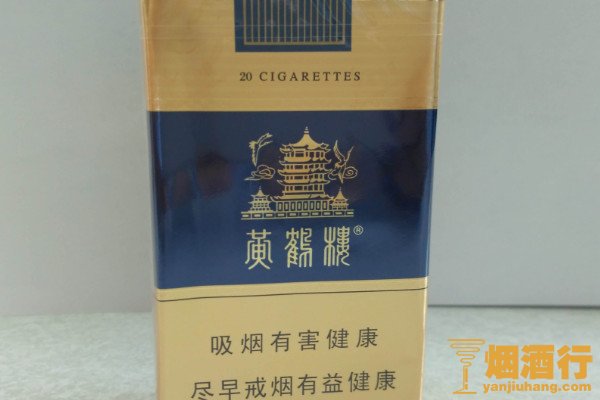 20 CIGARETTES
黄鹤楼®
吸烟有害健康
尽早戒烟有益健康
烟酒行
yanjiuhang.com